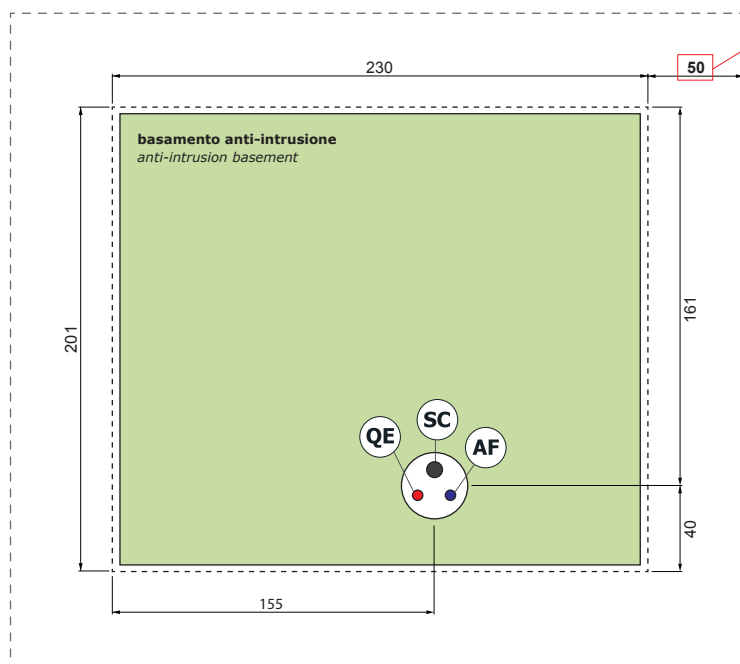 230
50
basamento anti-intrusione
anti-intrusion basement
201
161
SC
QE
AF
40
155